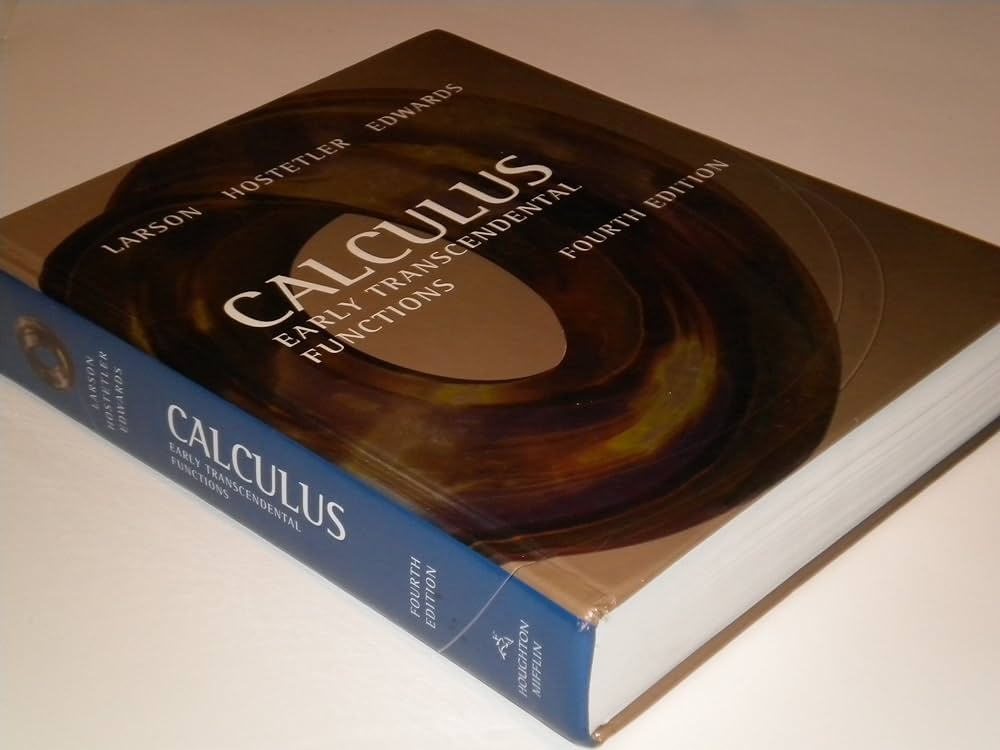 LARSON HOSTETLER EDWARDS
CALCULUS
EARLY TRANSCENDENTAL
FUNCTIONS
FOURTH EDITION
LARSON
HOSTETLER
EDWARDS
CALCULUS
EARLY TRANSCENDENTAL
FUNCTIONS
FOURTH
EDITION
HOUGHTON
MIFFLIN